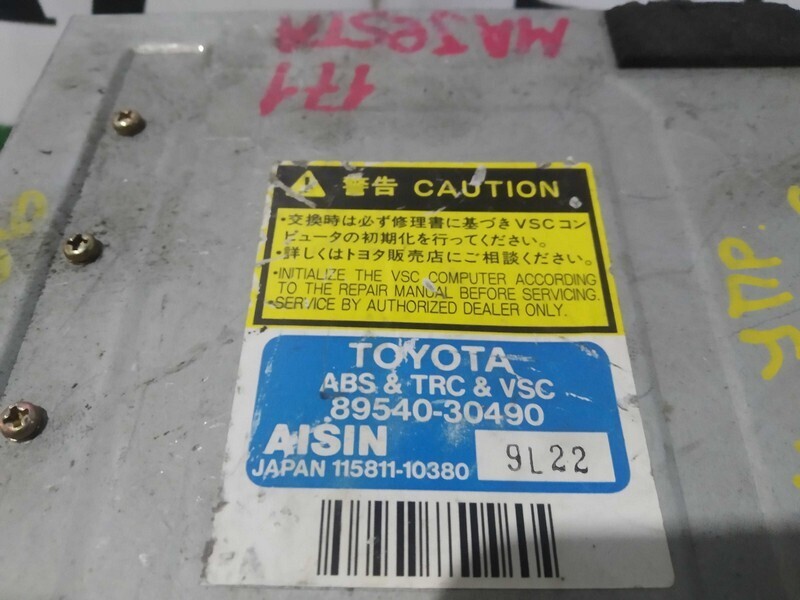 MAJESTA
171
警告 CAUTION
・交換時は必ず修理書に基づきVSCコン
ピュータの初期化を行ってください。
・詳しくはトヨタ販売店にご相談ください。
・INITIALIZE THE VSC COMPUTER ACCORDING
TO THE REPAIR MANUAL BEFORE SERVICING.
・SERVICE BY AUTHORIZED DEALER ONLY.
TOYOTA
ABS & TRC & VSC
89540-30490
AISIN
9L22
JAPAN 115811-10380
УПР.